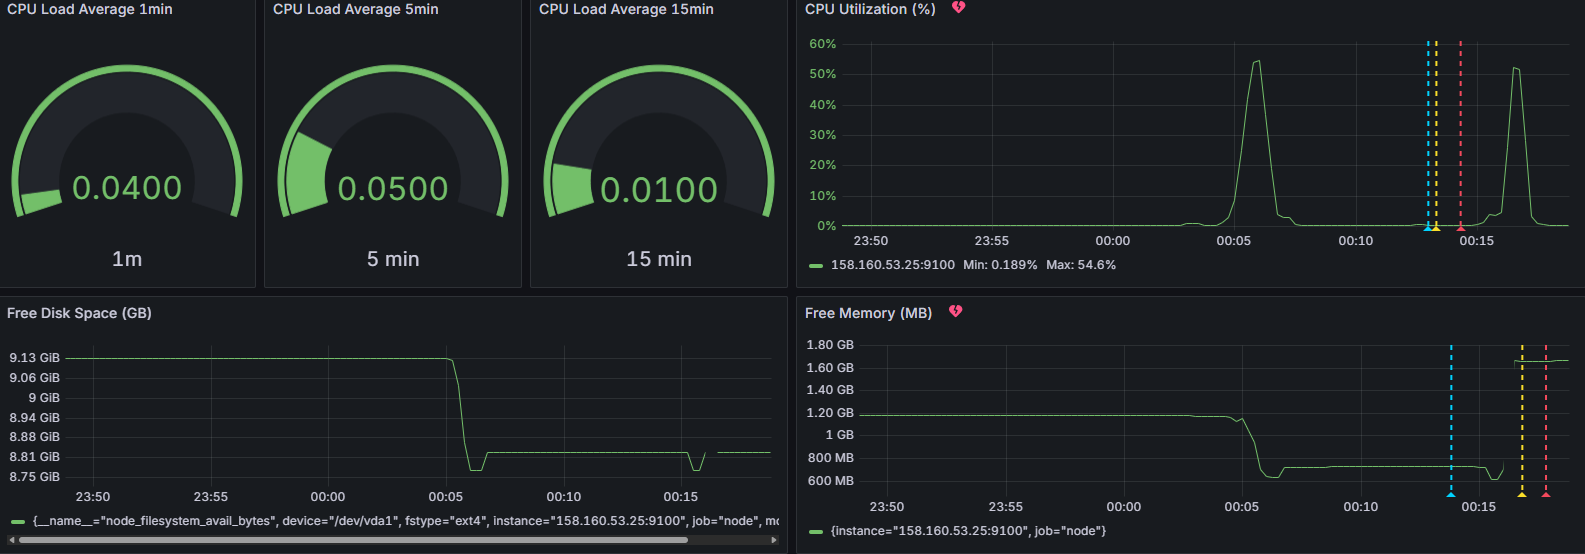 CPU Load Average 1min
0.0400
1m
CPU Load Average 5min
0.0500
5 min
CPU Load Average 15min
0.0100
15 min
CPU Utilization (%)
60%
50%
40%
30%
20%
10%
0%
23:50 23:55 00:00 00:05 00:10 00:15
158.160.53.25:9100 Min: 0.189% Max: 54.6%
Free Disk Space (GB)
9.13 GiB
9.06 GiB
9 GiB
8.94 GiB
8.88 GiB
8.81 GiB
8.75 GiB
23:50 23:55 00:00 00:05 00:10 00:15
{__name__="node_filesystem_avail_bytes", device="/dev/vda1", fstype="ext4", instance="158.160.53.25:9100", job="node", mo
Free Memory (MB)
1.80 GB
1.60 GB
1.40 GB
1.20 GB
1 GB
800 MB
600 MB
23:50 23:55 00:00 00:05 00:10 00:15
{instance="158.160.53.25:9100", job="node"}